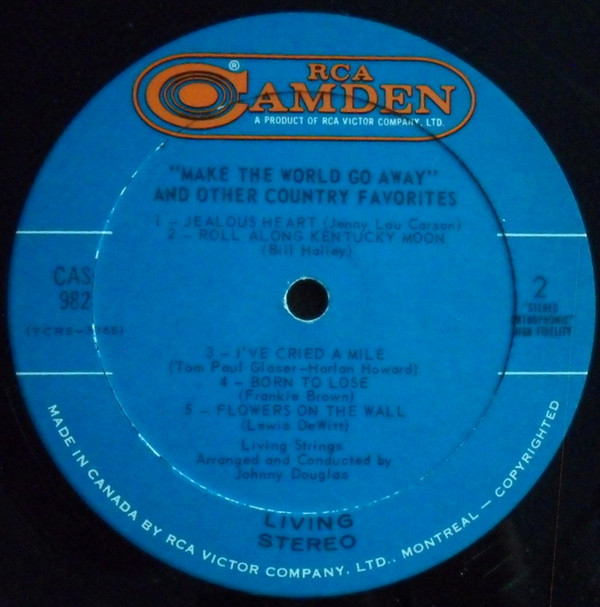 RCA
CAMDEN
®
A PRODUCT OF RCA VICTOR COMPANY, LTD.
"MAKE THE WORLD GO AWAY"
AND OTHER COUNTRY FAVORITES
1 - JEALOUS HEART (Jenny Lou Carson)
2 - ROLL ALONG KENTUCKY MOON
(Bill Halley)
CAS
982
2
"STEREO
HIGH FIDELITY
3 - I'VE CRIED A MILE
(Tom Paul Glaser-Harlan Howard)
4 - BORN TO LOSE
(Frankie Brown)
5 - FLOWERS ON THE WALL
(Lewis DeWitt)
Living Strings
Arranged and Conducted by
Johnny Douglas
LIVING
STEREO
MADE IN CANADA BY RCA VICTOR COMPANY, LTD., MONTREAL — COPYRIGHTED